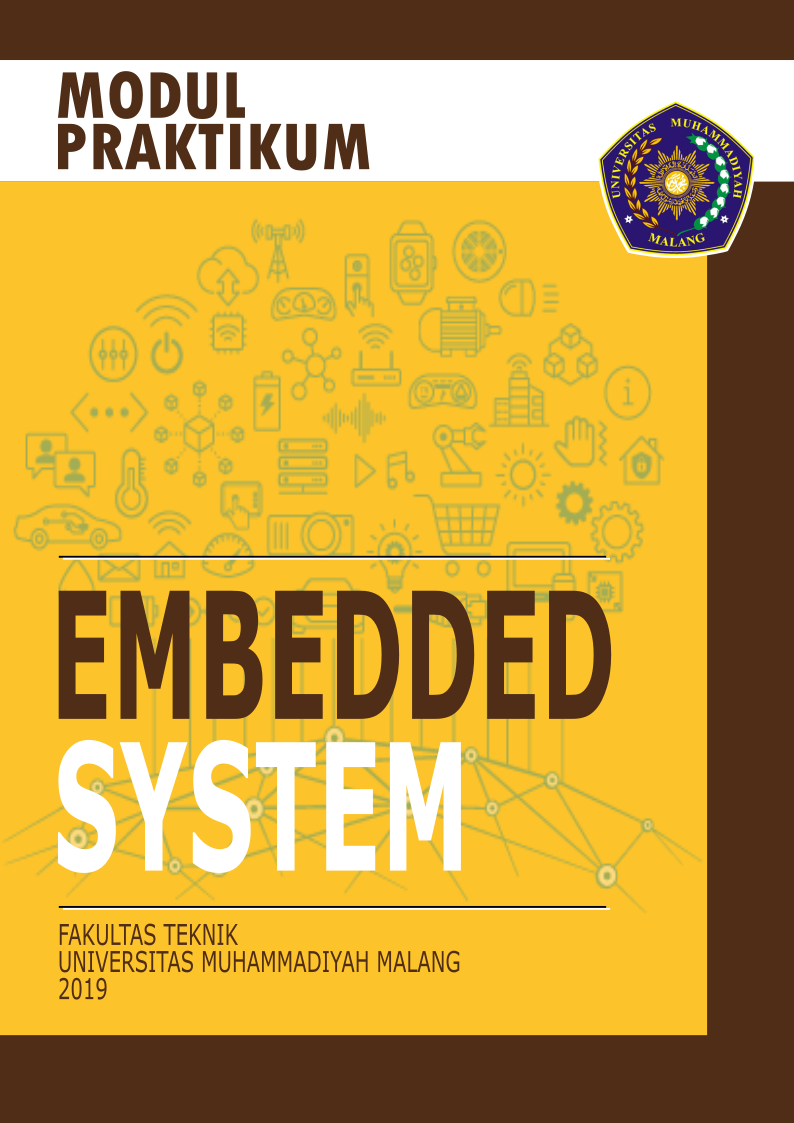 MODUL
PRAKTIKUM
UNIVERSITAS MUHAMMADIYAH
MALANG
EMBEDDED
SYSTEM
FAKULTAS TEKNIK
UNIVERSITAS MUHAMMADIYAH MALANG
2019